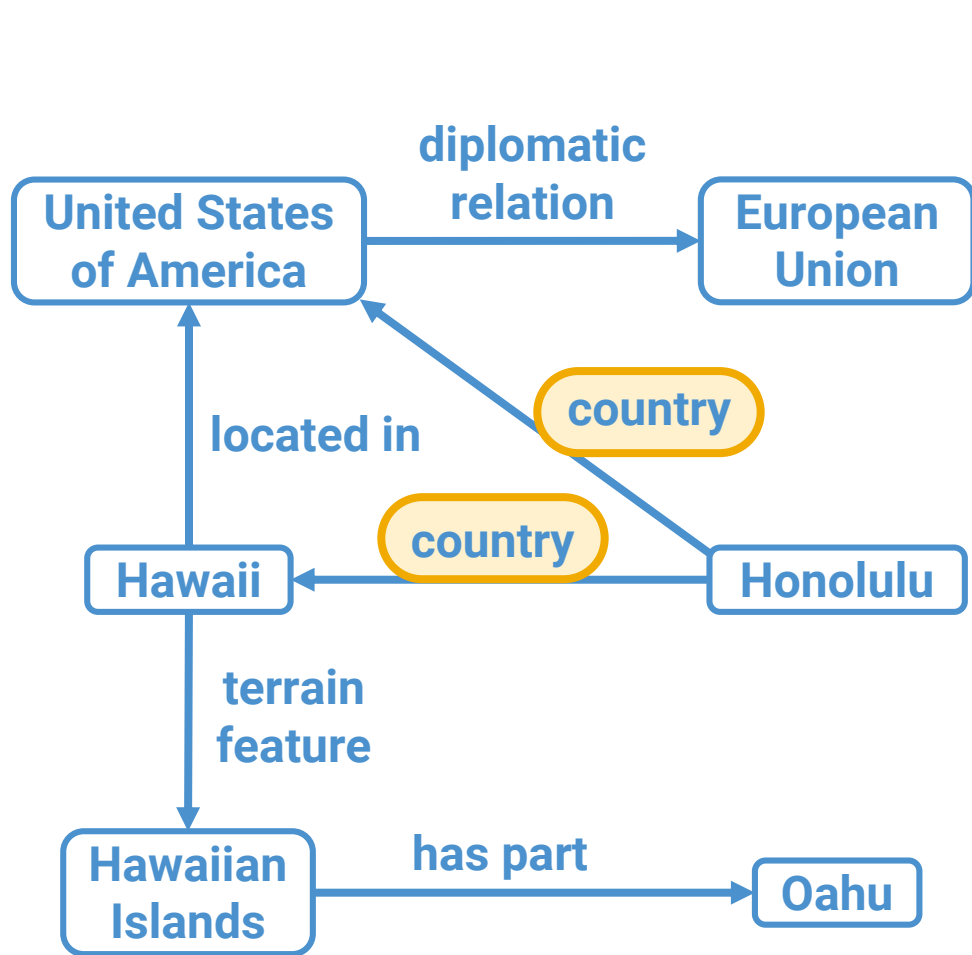 diplomatic
relation
United States
of America
European
Union
country
located in
country
Hawaii
Honolulu
terrain
feature
Hawaiian
Islands
has part
Oahu